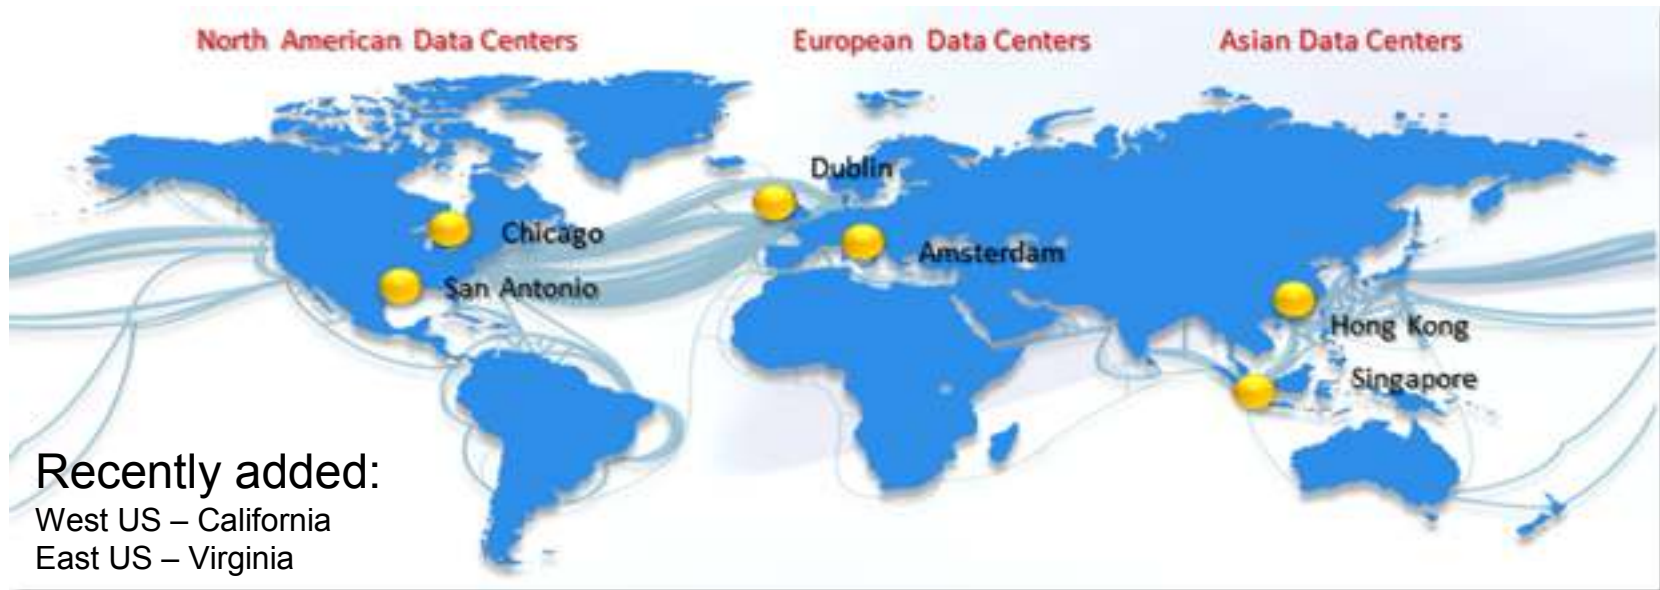 North American Data Centers
European Data Centers
Asian Data Centers
Dublin
Chicago
Amsterdam
San Antonio
Hong Kong
Singapore
Recently added:
West US – California
East US – Virginia